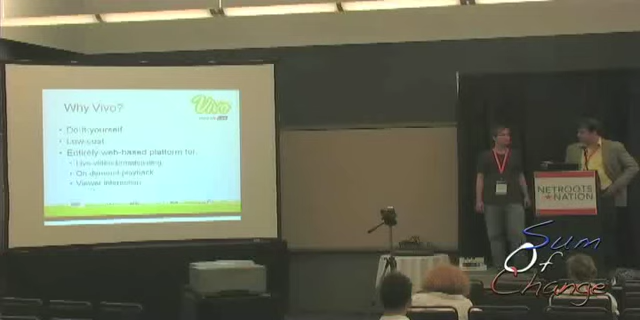 Why Vivo?
Vivo
• Do-it-yourself
• Low-cost
• Entirely web-based platform for:
• Live video broadcasting
• On-demand playback
• Viewer interaction
NETROOTS
NATION
Sum
of
Change